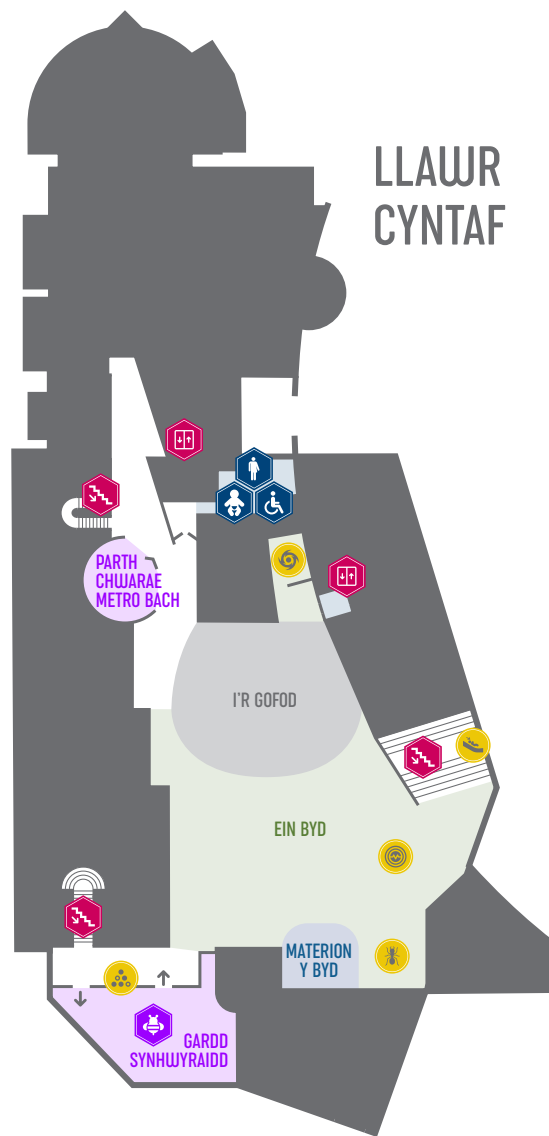 LLAWR
CYNTAF
PARTH
CHWARAE
METRO BACH
I'R GOFOD
EIN BYD
MATERION
Y BYD
GARDD
SYNHWYRAIDD